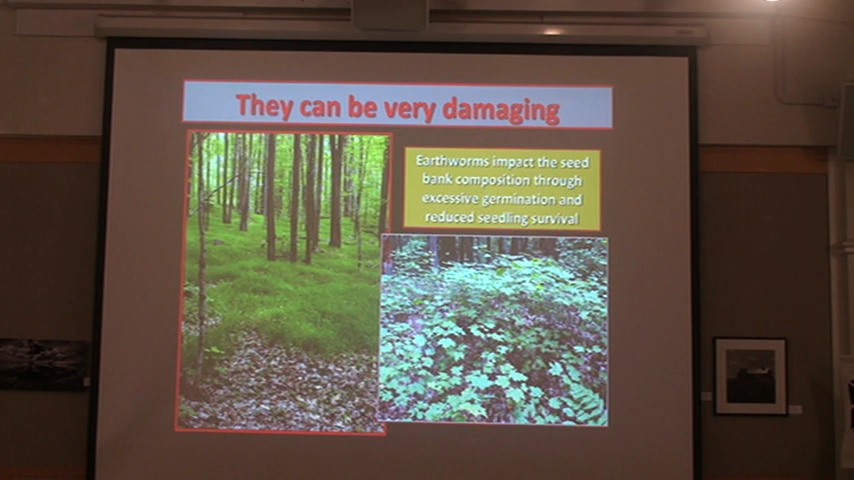 They can be very damaging
Earthworms impact the seed
bank composition through
excessive germination and
reduced seedling survival